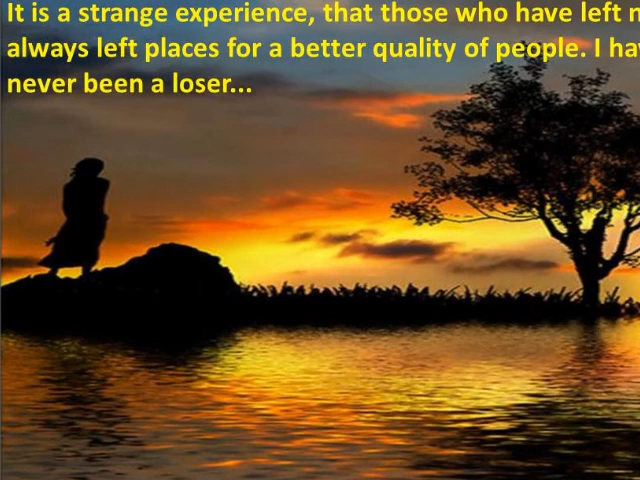 It is a strange experience, that those who have left
always left places for a better quality of people. I
never been a loser...